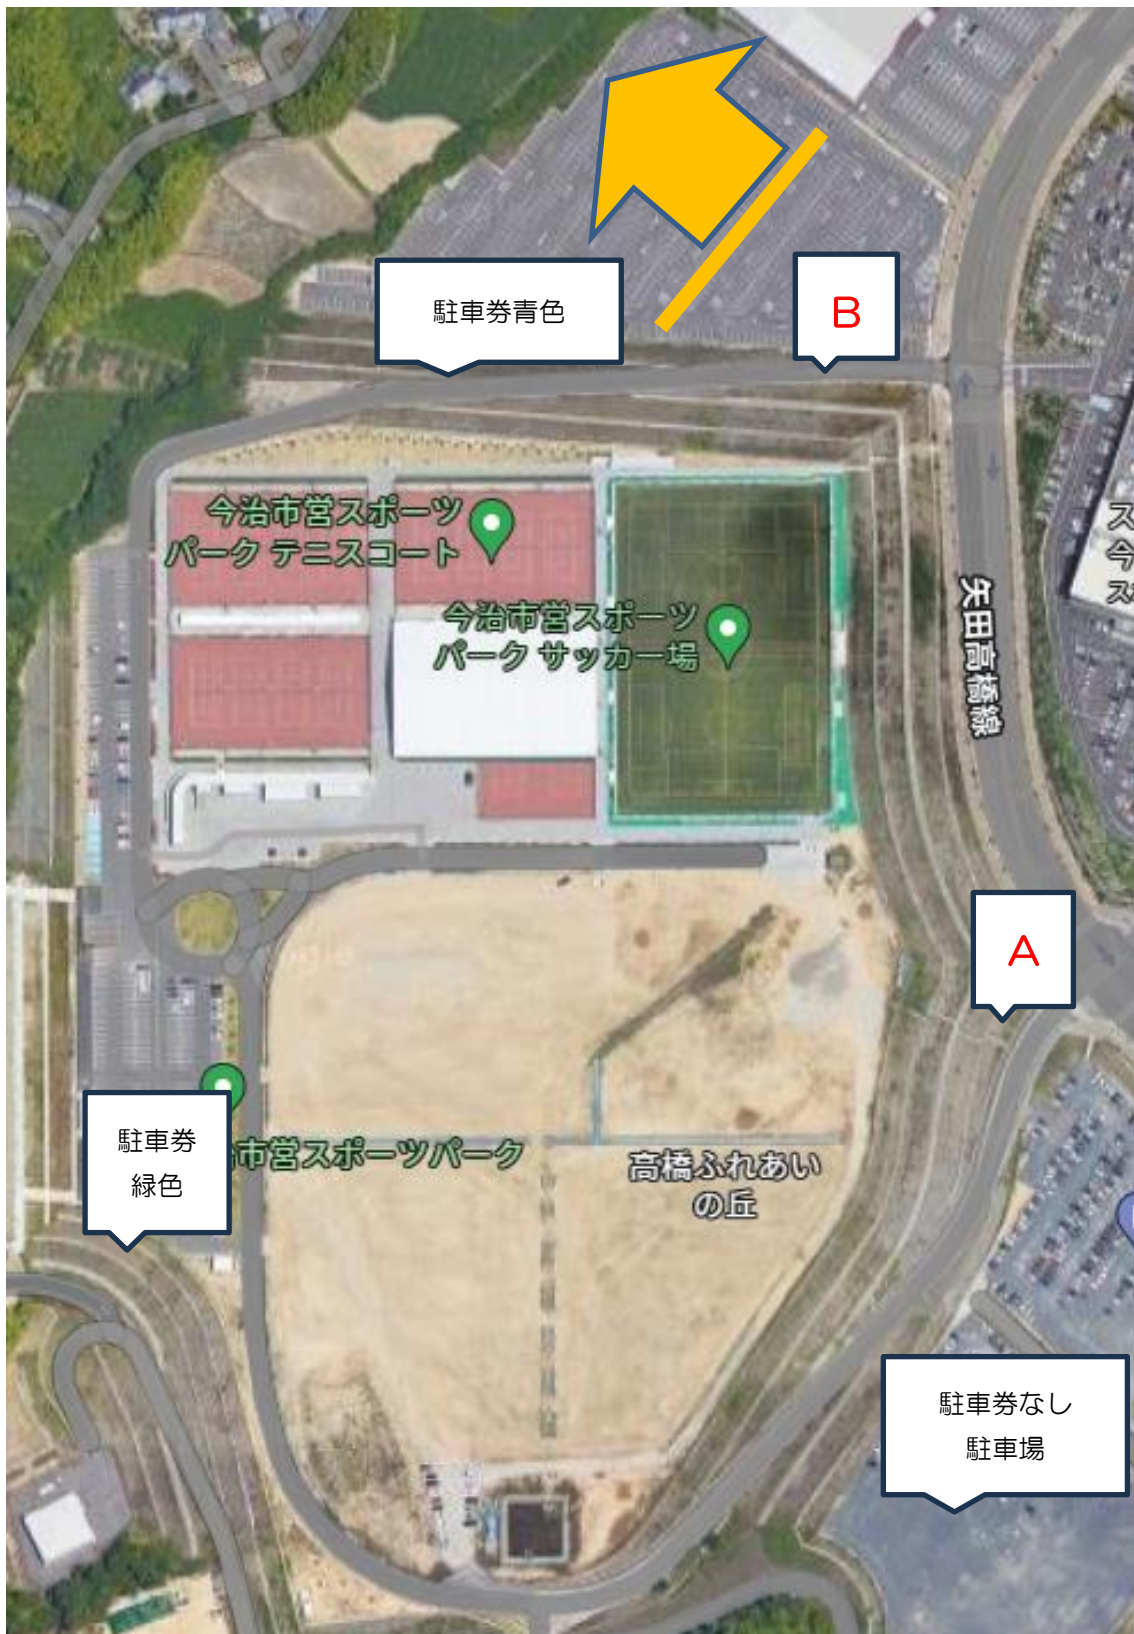 駐車券青色
B
今治市営スポーツ
パーク テニスコート
今治市営スポーツ
パーク サッカー場
矢田高橋線
ス
今
ス
A
駐車券
緑色
市営スポーツパーク
高橋ふれあい
の丘
駐車券なし
駐車場